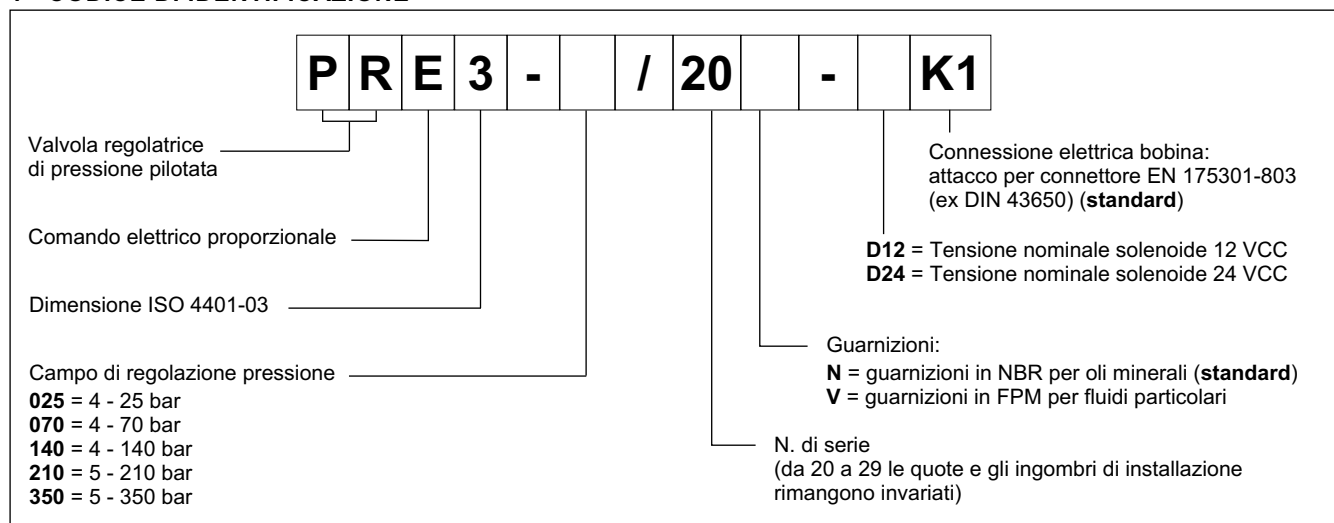 PRE3- /20 - K1
Valvola regolatrice
di pressione pilotata
Comando elettrico proporzionale
Dimensione ISO 4401-03
Campo di regolazione pressione
025 = 4 - 25 bar
070 = 4 - 70 bar
140 = 4 - 140 bar
210 = 5 - 210 bar
350 = 5 - 350 bar
Connessione elettrica bobina:
attacco per connettore EN 175301-803
(ex DIN 43650) (standard)
D12 = Tensione nominale solenoide 12 VCC
D24 = Tensione nominale solenoide 24 VCC
Guarnizioni:
N = guarnizioni in NBR per oli minerali (standard)
V = guarnizioni in FPM per fluidi particolari
N. di serie
(da 20 a 29 le quote e gli ingombri di installazione
rimangono invariati)